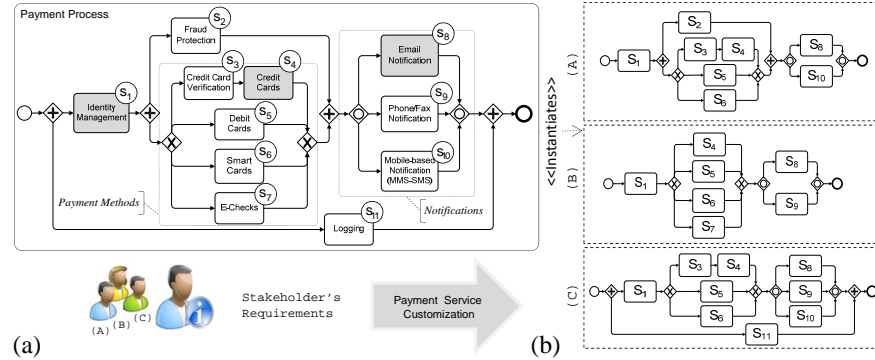 Payment Process
Fraud
Protection
S2
Credit Card
Verification
S3
Credit
Cards
S4
Identity
Management
S1
Debit
Cards
S5
Smart
Cards
S6
E-Checks
S7
Payment Methods
Email
Notification
S8
Phone/Fax
Notification
S9
Mobile-based
Notification
(MMS-SMS)
S10
Notifications
Logging
S11
(A)
(B)
(C)
Stakeholder's
Requirements
Payment Service
Customization
(a)
<<Instantiates>>
(A)
S1
S2
S3
S4
S5
S6
S8
S10
(B)
S1
S4
S5
S6
S7
S8
S9
(C)
S1
S3
S4
S5
S6
S8
S9
S10
S11
(b)